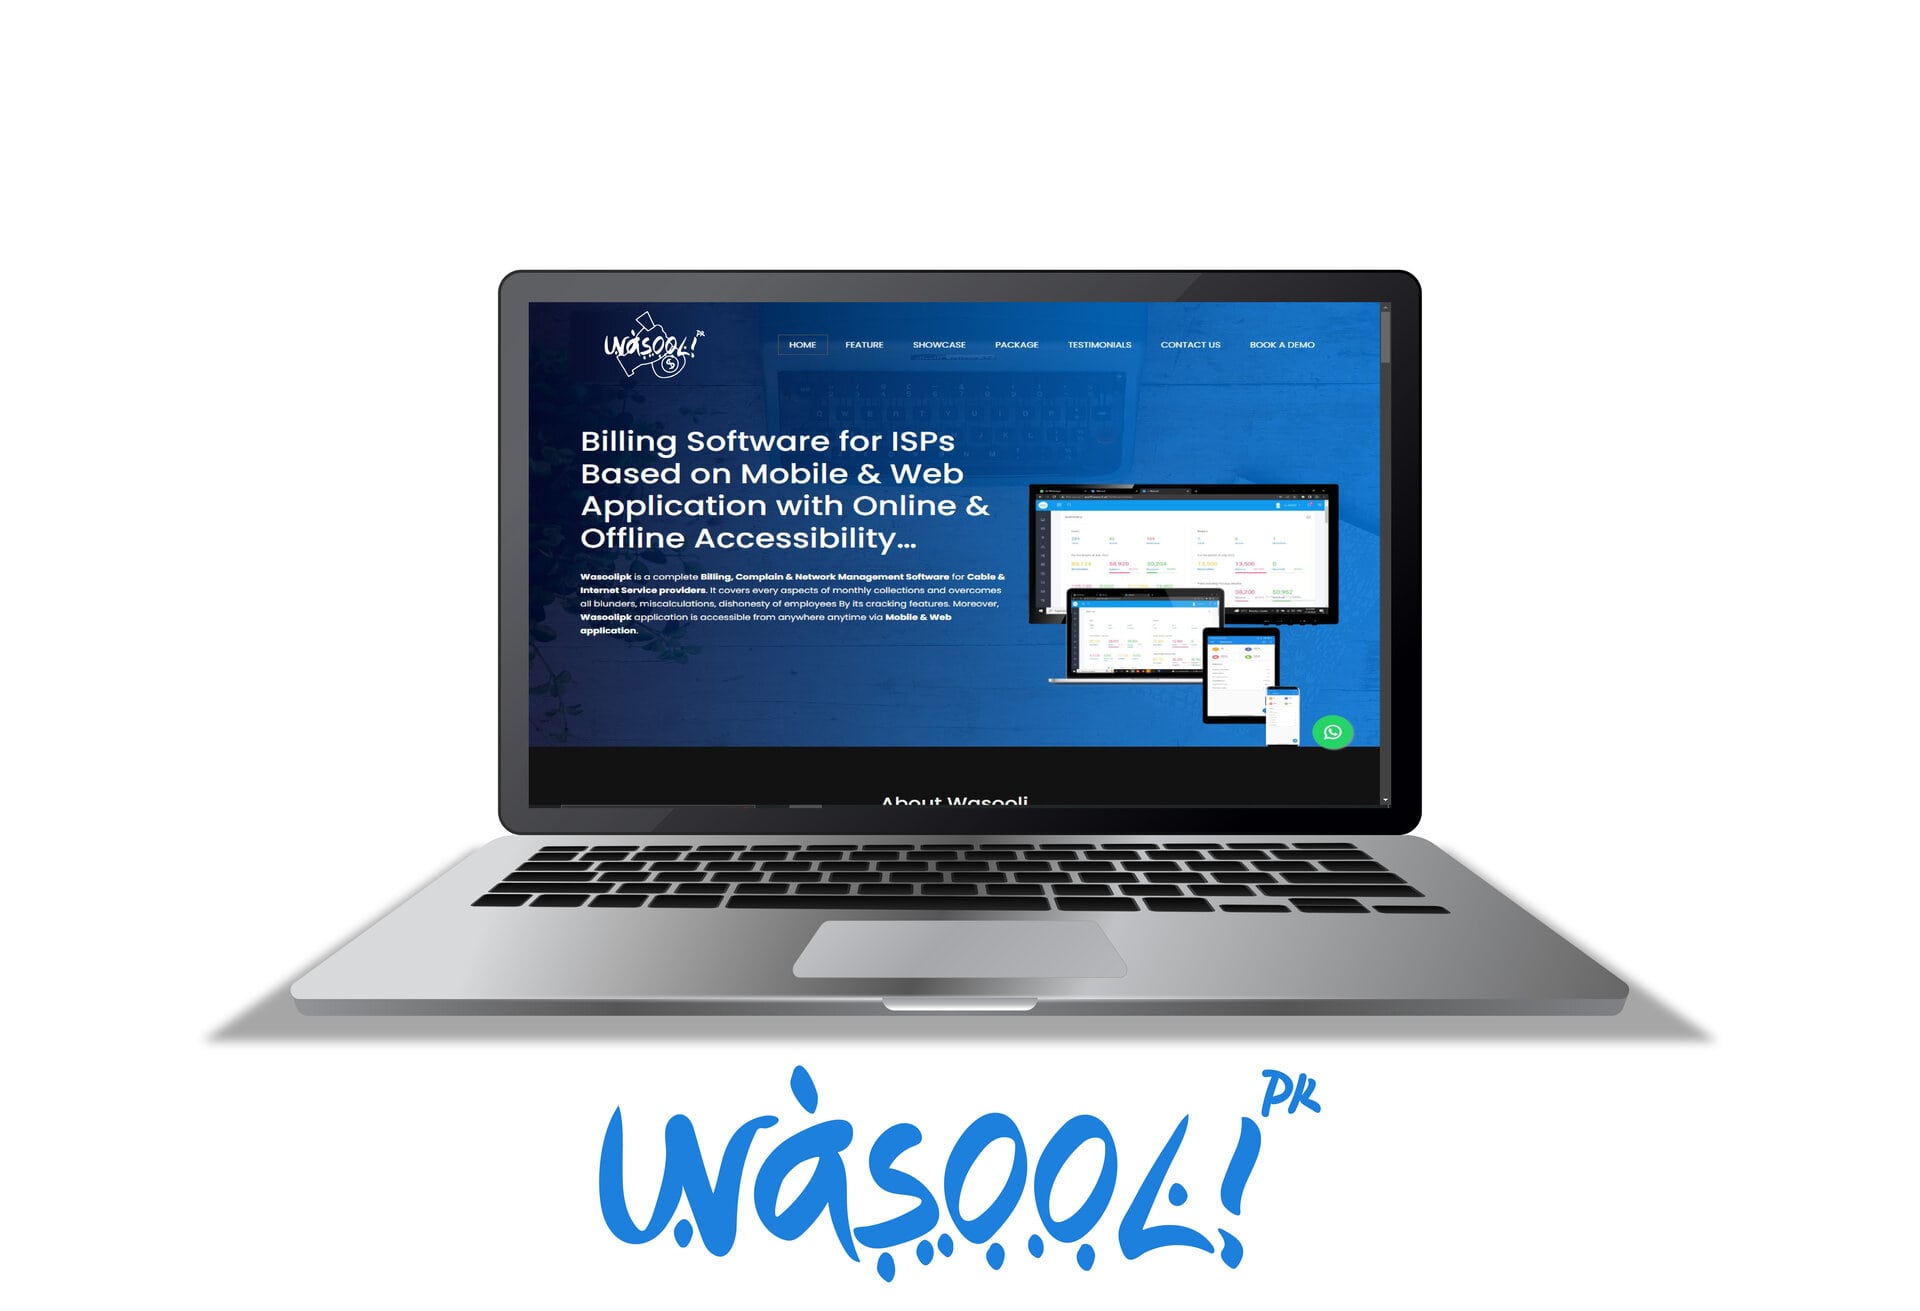 Wasooli PK
HOME FEATURE SHOWCASE PACKAGE TESTIMONIALS CONTACT US BOOK A DEMO
Billing Software for ISPs
Based on Mobile & Web
Application with Online &
Offline Accessibility...
Wasoolipk is a complete Billing, Complain & Network Management Software for Cable &
Internet Service providers. It covers every aspects of monthly collections and overcomes
all blunders, miscalculations, dishonesty of employees By its cracking features. Moreover,
Wasoolipk application is accessible from anywhere anytime via Mobile & Web
application.
About Wasooli
Wasooli PK